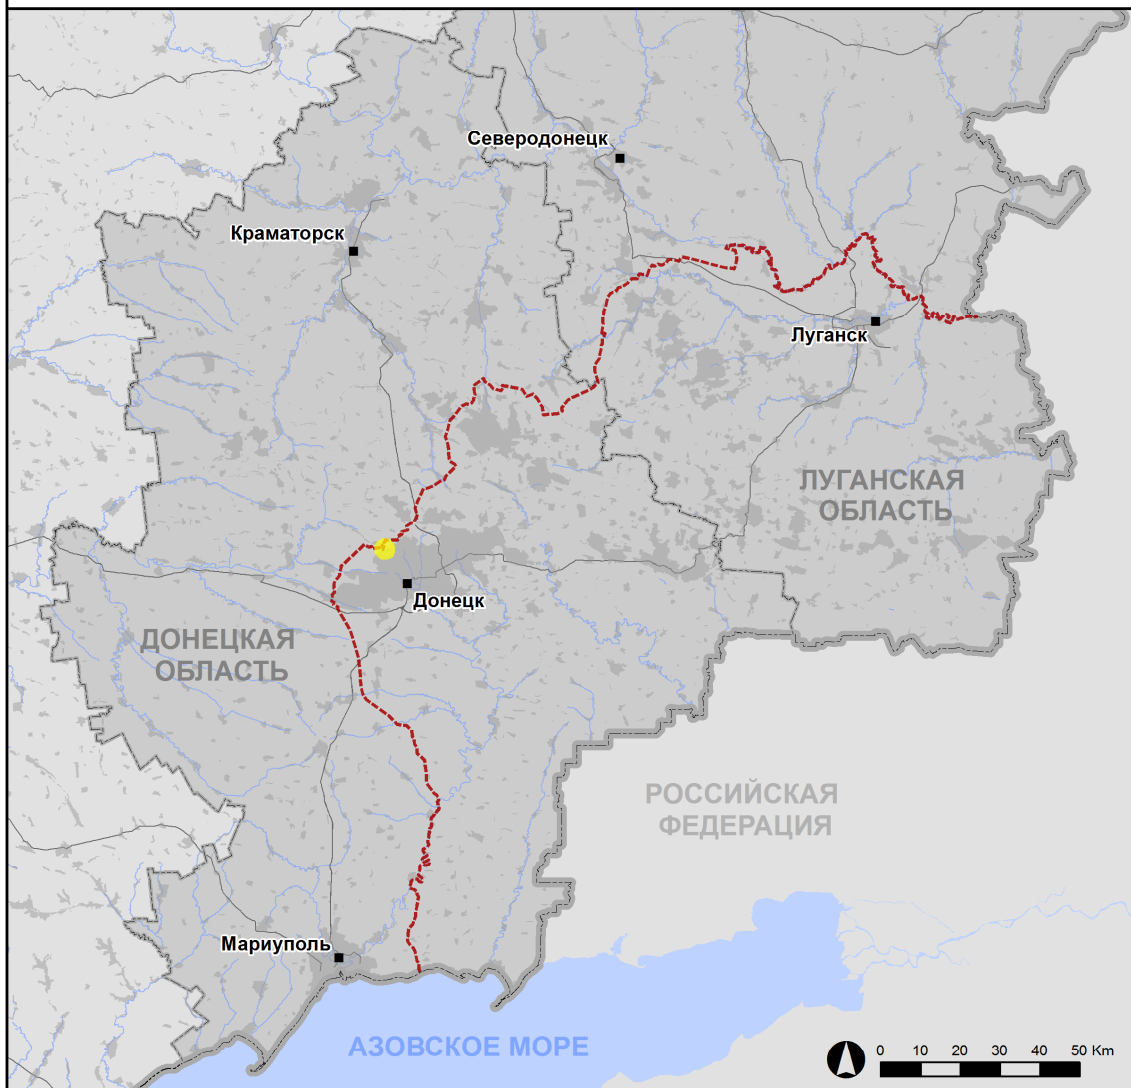 Северодонецк
Краматорск
Луганск
ЛУГАНСКАЯ
ОБЛАСТЬ
Донецк
ДОНЕЦКАЯ
ОБЛАСТЬ
РОССИЙСКАЯ
ФЕДЕРАЦИЯ
Мариуполь
АЗОВСКОЕ МОРЕ
0 10 20 30 40 50 Km